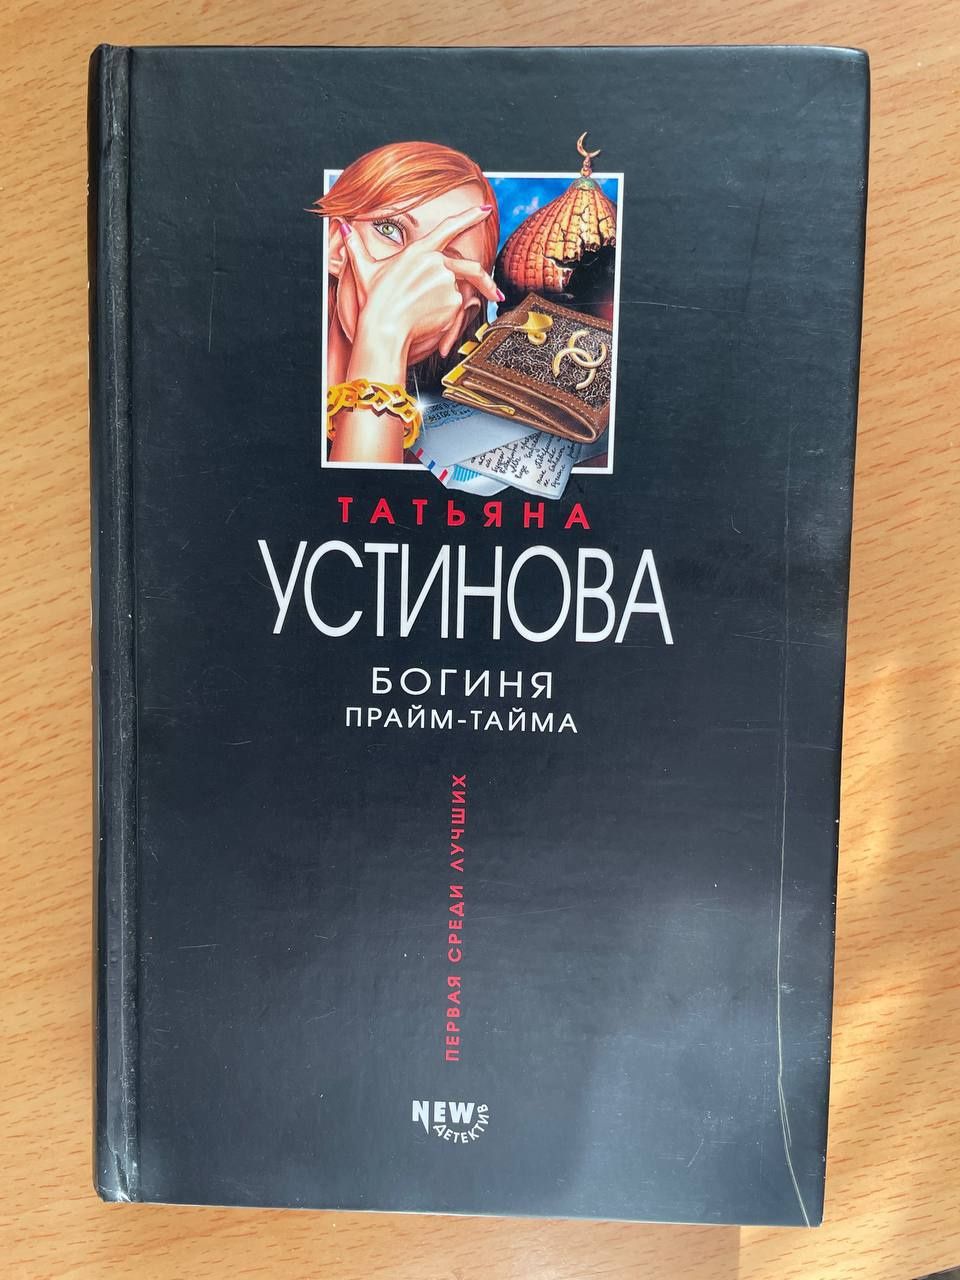 ТАТЬЯНА
УСТИНОВА
БОГИНЯ
ПРАЙМ-ТАЙМА
ПЕРВАЯ СРЕДИ ЛУЧШИХ
NEW
ДЕТЕКТИВ